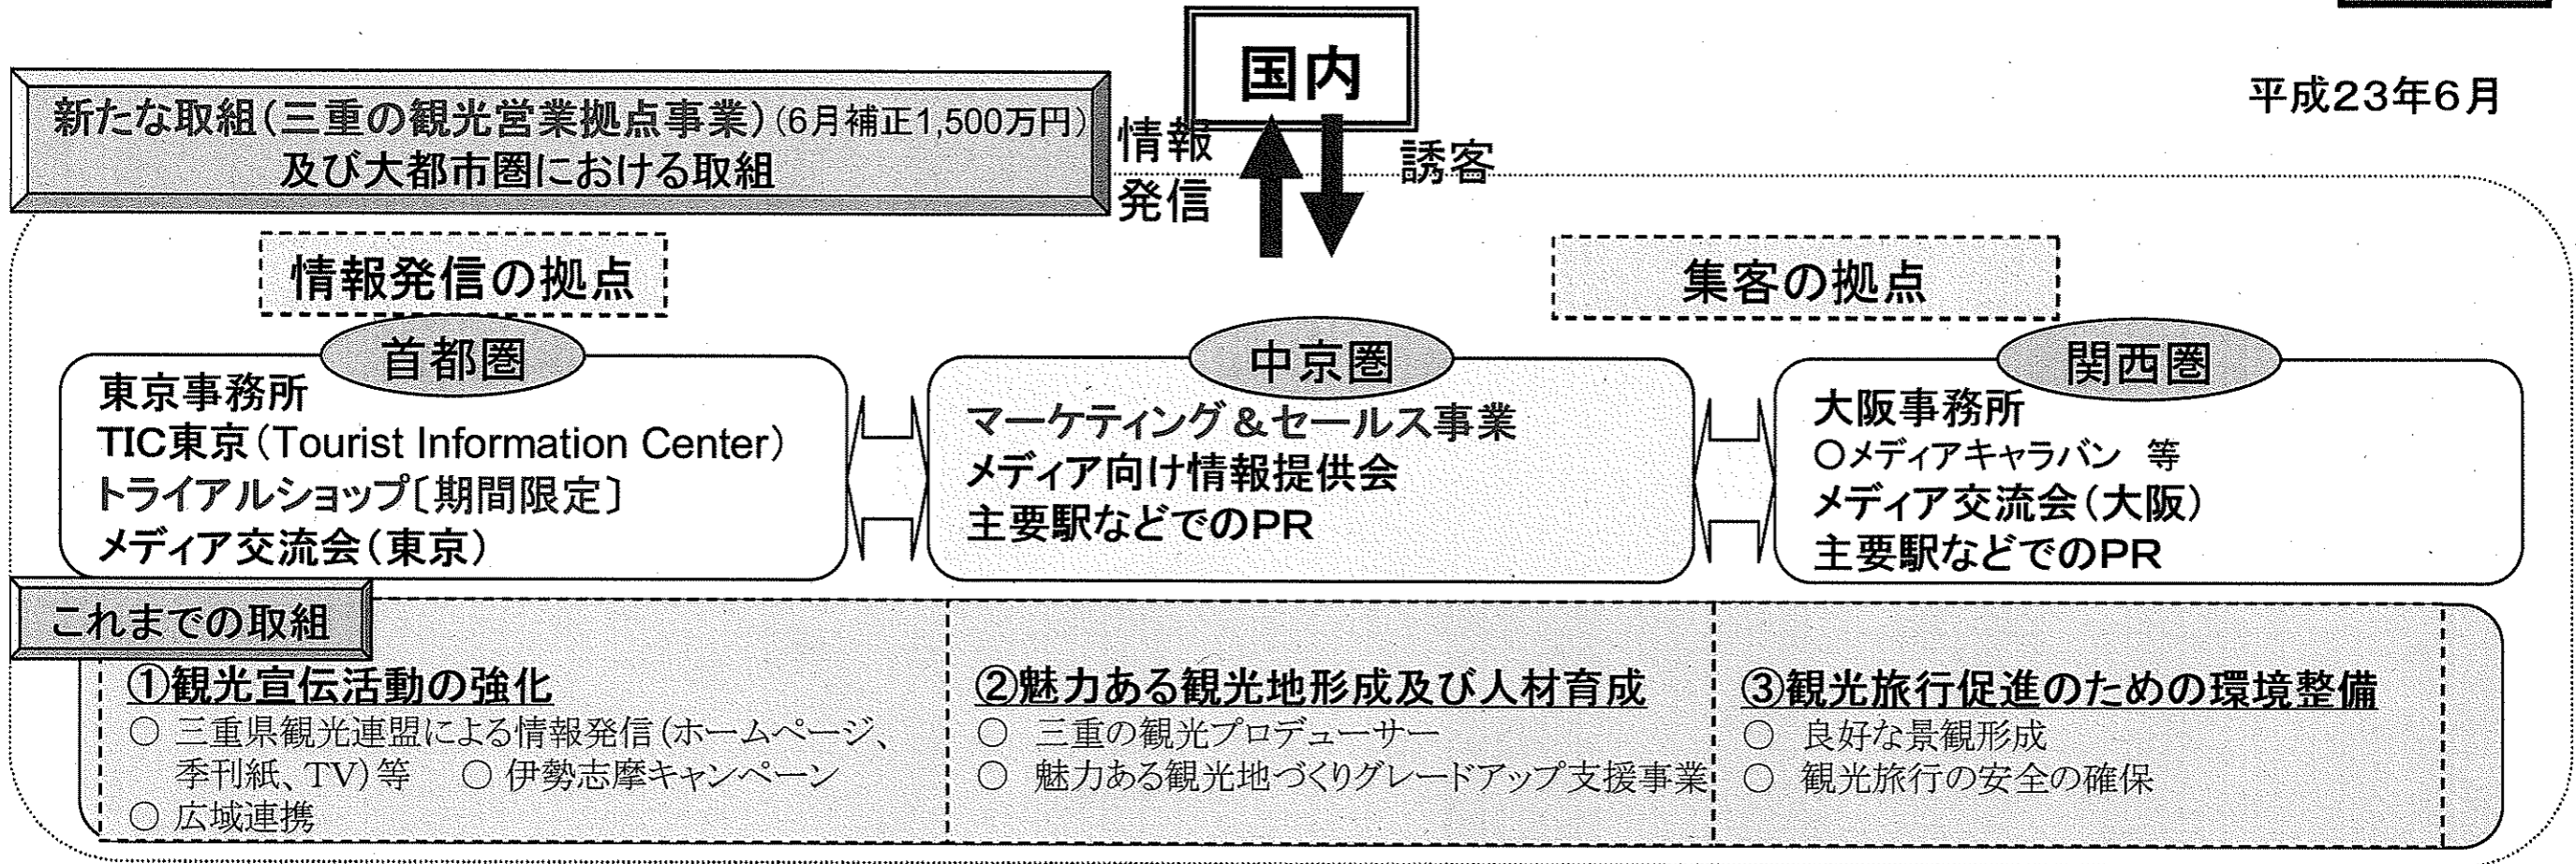 国内
平成23年6月
新たな取組(三重の観光営業拠点事業)(6月補正1,500万円)
及び大都市圏における取組
情報
発信
誘客
情報発信の拠点
集客の拠点
首都圏
東京事務所
TIC東京(Tourist Information Center)
トライアルショップ〔期間限定〕
メディア交流会(東京)
中京圏
マーケティング&セールス事業
メディア向け情報提供会
主要駅などでのPR
関西圏
大阪事務所
○メディアキャラバン 等
メディア交流会(大阪)
主要駅などでのPR
これまでの取組
①観光宣伝活動の強化
○ 三重県観光連盟による情報発信(ホームページ、
季刊紙、TV)等 ○ 伊勢志摩キャンペーン
○ 広域連携
②魅力ある観光地形成及び人材育成
○ 三重の観光プロデューサー
○ 魅力ある観光地づくりグレードアップ支援事業
③観光旅行促進のための環境整備
○ 良好な景観形成
○ 観光旅行の安全の確保